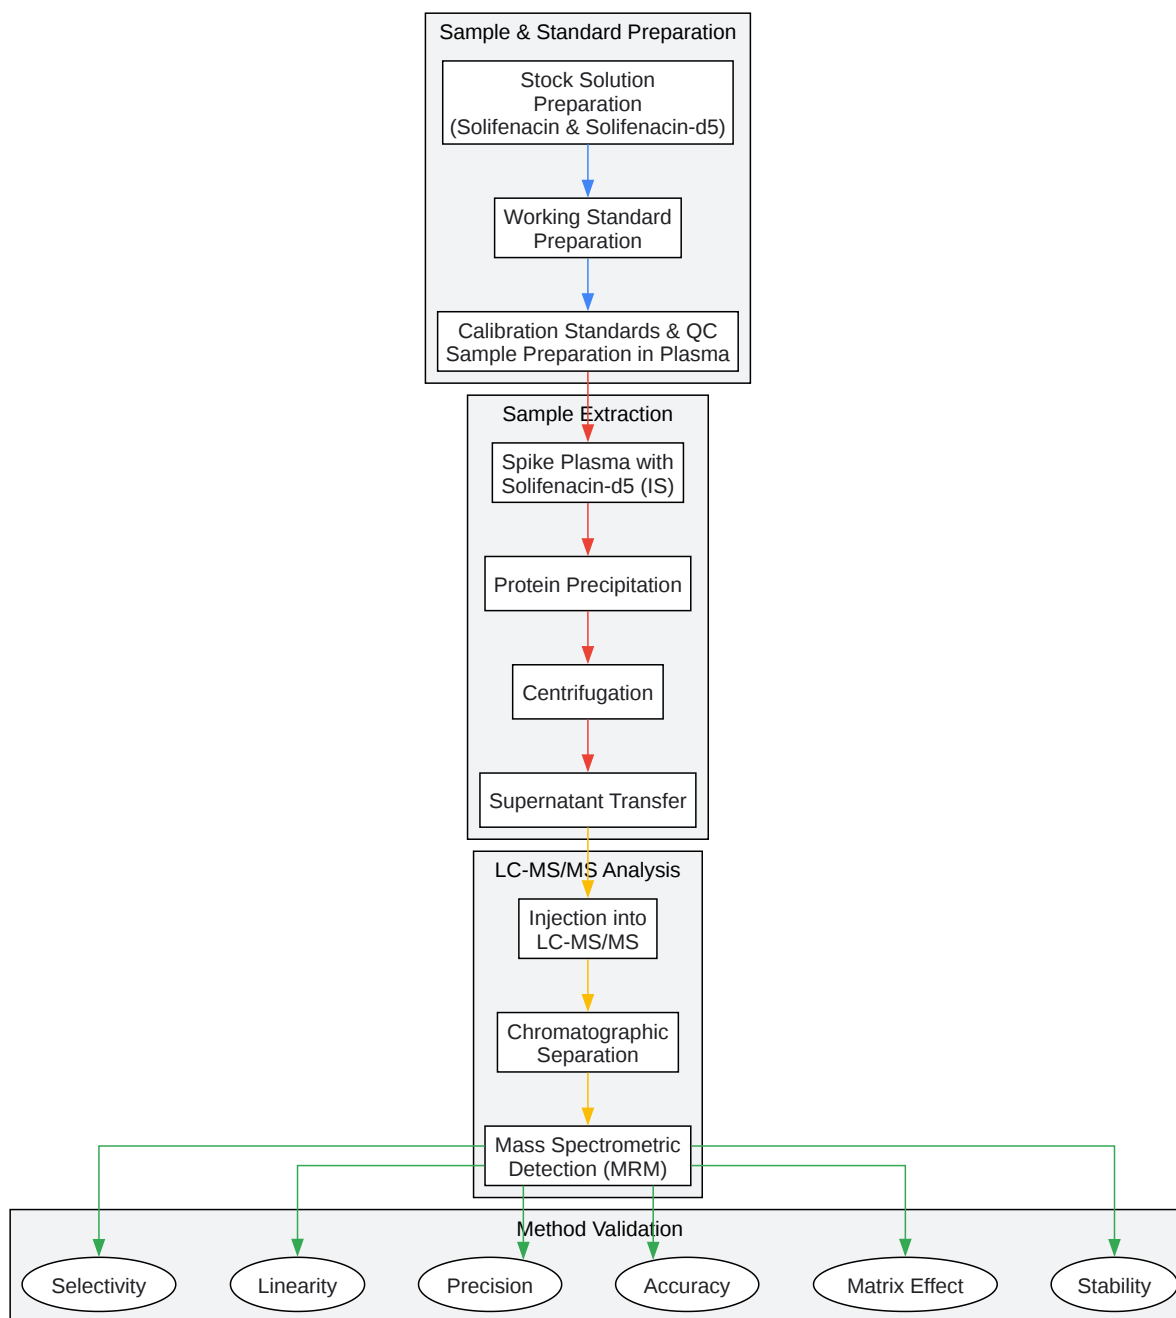 Sample & Standard Preparation
Stock Solution
Preparation
(Solifenacin & Solifenacin-d5)
Working Standard
Preparation
Calibration Standards & QC
Sample Preparation in Plasma
Sample Extraction
Spike Plasma with
Solifenacin-d5 (IS)
Protein Precipitation
Centrifugation
Supernatant Transfer
LC-MS/MS Analysis
Injection into
LC-MS/MS
Chromatographic
Separation
Mass Spectrometric
Detection (MRM)
Method Validation
Selectivity
Linearity
Precision
Accuracy
Matrix Effect
Stability